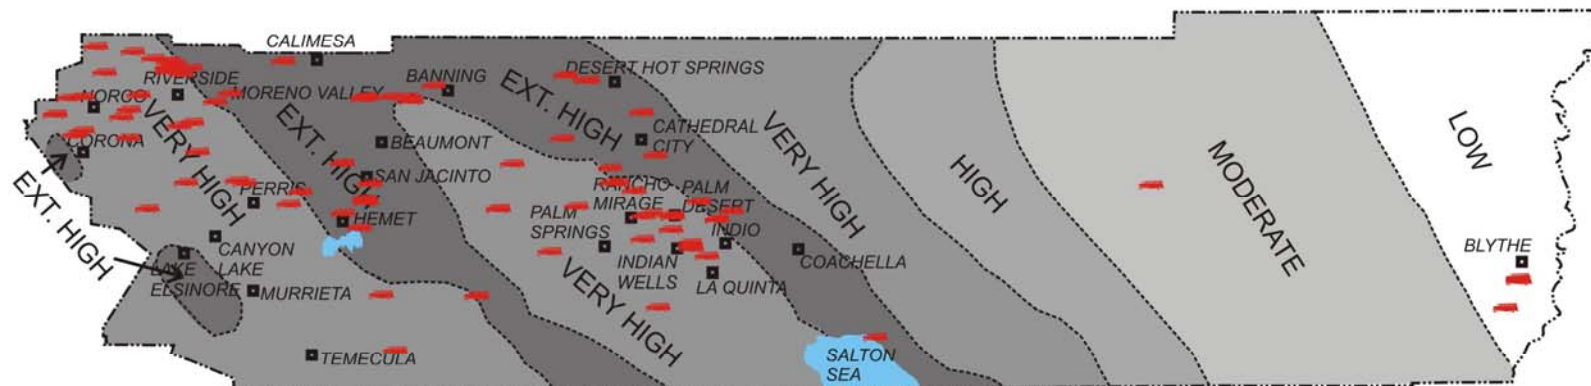 CALIMESA
RIVERSIDE
NORCO
MORENO VALLEY
BANNING
DESERT HOT SPRINGS
VERY HIGH
EXT. HIGH
EXT. HIGH
VERY HIGH
HIGH
MODERATE
LOW
CORONA
BEAUMONT
CATHEDRAL
CITY
EXT. HIGH
PERRIS
SAN JACINTO
HEMET
RANCHO
MIRAGE
PALM
DESERT
PALM
SPRINGS
INDIO
CANYON
LAKE
LAKE
ELSINORE
MURRIETA
INDIAN
WELLS
LA QUINTA
COACHELLA
BLYTHE
VERY HIGH
TEMECULA
SALTON
SEA